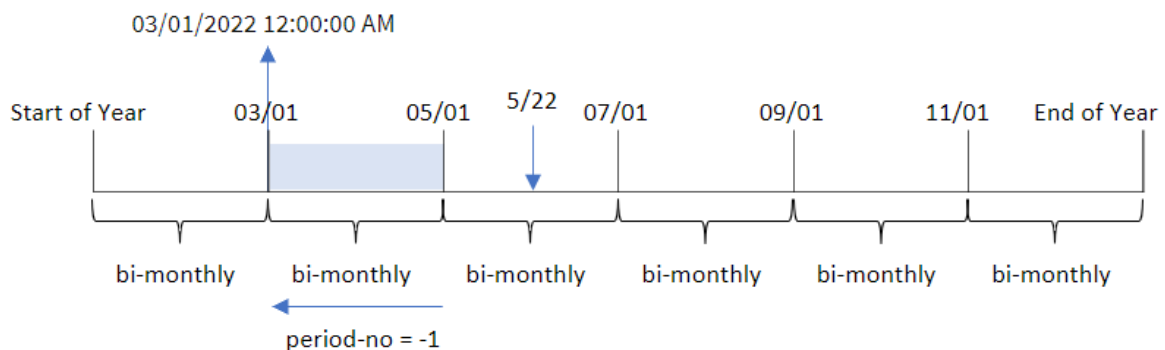 03/01/2022 12:00:00 AM
Start of Year
03/01
05/01
5/22
07/01
09/01
11/01
End of Year
bi-monthly
bi-monthly
bi-monthly
bi-monthly
bi-monthly
bi-monthly
period-no = -1